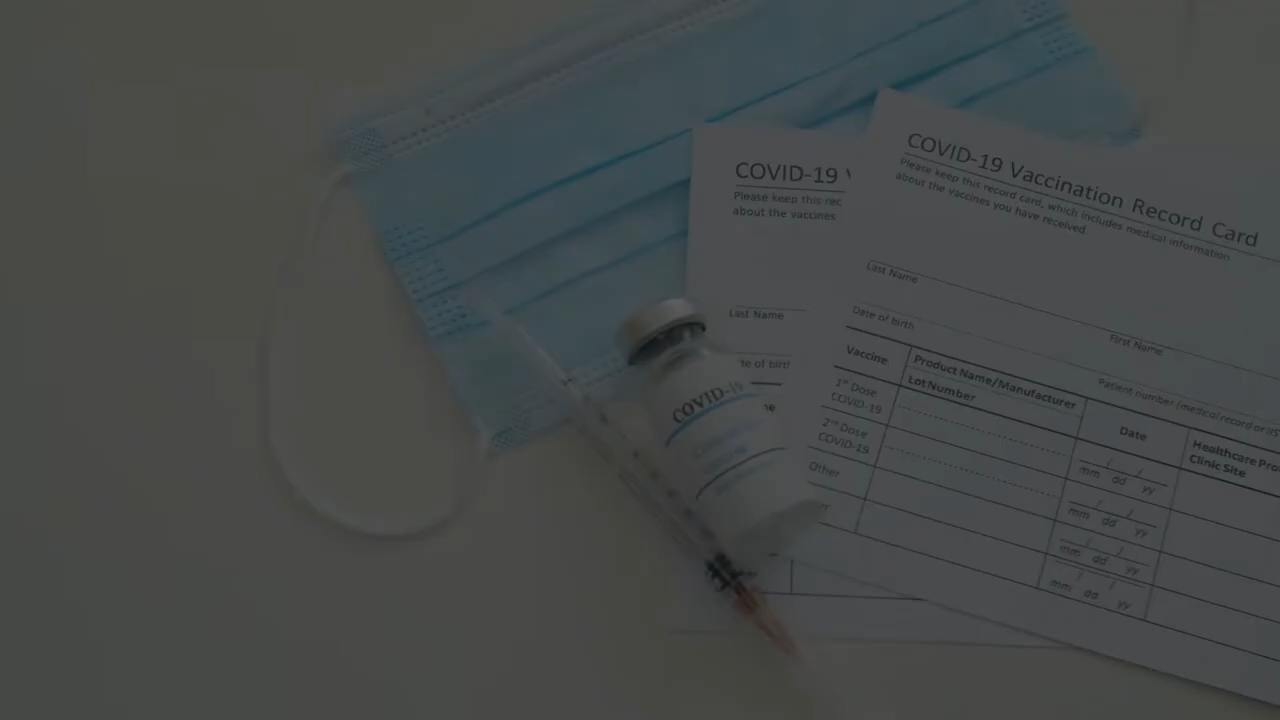 COVID-19 V
Please keep this rec
about the vaccines
Last Name
te of birt
COVID-19
COVID-19 Vaccination Record Card
Please keep this record card, which includes medical information
about the vaccines you have received.
Last Name
First Name
Date of birth
Patient number (medical record or IIS
Vaccine
Product Name/Manufacturer
Lot Number
Date
Healthcare Pro
Clinic Site
1st Dose
COVID-19
mm dd yy
2nd Dose
COVID-19
mm dd yy
Other
mm dd yy
mm dd yy